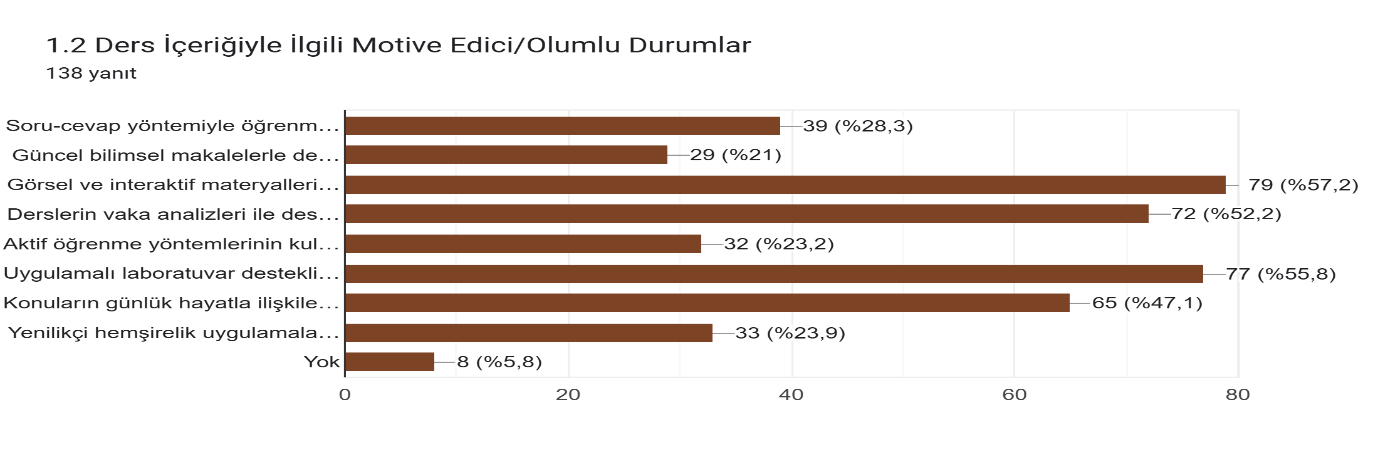 1.2 Ders İçeriğiyle İlgili Motive Edici/Olumlu Durumlar
138 yanıt
Soru-cevap yöntemiyle öğrenm… 39 (%28,3)
Güncel bilimsel makalelerle de… 29 (%21)
Görsel ve interaktif materyalleri… 79 (%57,2)
Derslerin vaka analizleri ile des… 72 (%52,2)
Aktif öğrenme yöntemlerinin kul… 32 (%23,2)
Uygulamalı laboratuvar destekli… 77 (%55,8)
Konuların günlük hayatla ilişkile… 65 (%47,1)
Yenilikçi hemşirelik uygulamala… 33 (%23,9)
Yok 8 (%5,8)
0 20 40 60 80